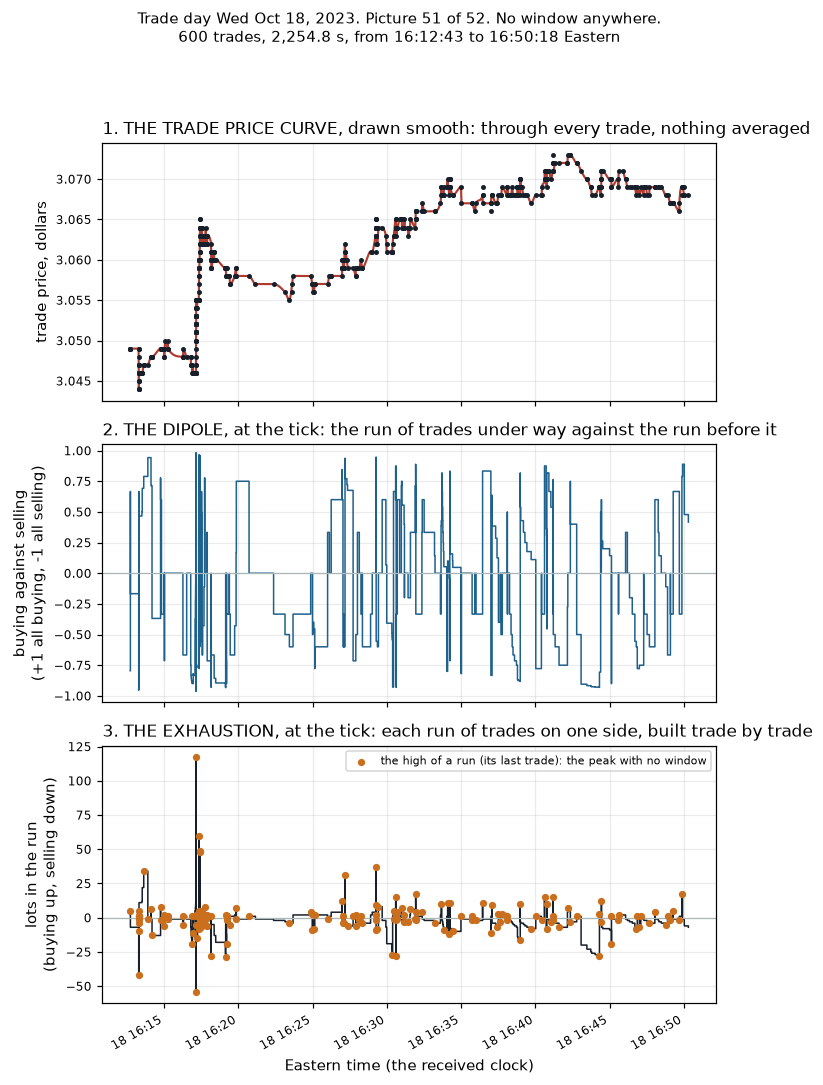 Trade day Wed Oct 18, 2023. Picture 51 of 52. No window anywhere.
600 trades, 2,254.8 s, from 16:12:43 to 16:50:18 Eastern
1. THE TRADE PRICE CURVE, drawn smooth: through every trade, nothing averaged
trade price, dollars
3.070
3.065
3.060
3.055
3.050
3.045
2. THE DIPOLE, at the tick: the run of trades under way against the run before it
buying against selling
(+1 all buying, -1 all selling)
1.00
0.75
0.50
0.25
0.00
−0.25
−0.50
−0.75
−1.00
3. THE EXHAUSTION, at the tick: each run of trades on one side, built trade by trade
lots in the run
(buying up, selling down)
125
100
75
50
25
0
−25
−50
the high of a run (its last trade): the peak with no window
18 16:15
18 16:20
18 16:25
18 16:30
18 16:35
18 16:40
18 16:45
18 16:50
Eastern time (the received clock)